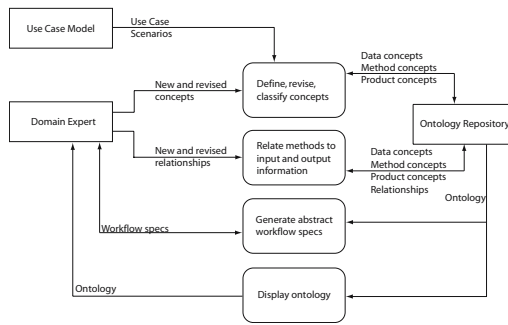 Use Case Model
Use Case
Scenarios
Define, revise,
classify concepts
Data concepts
Method concepts
Product concepts
New and revised
concepts
Domain Expert
Ontology Repository
New and revised
relationships
Relate methods to
input and output
information
Data concepts
Method concepts
Product concepts
Relationships
Ontology
Workflow specs
Generate abstract
workflow specs
Ontology
Display ontology